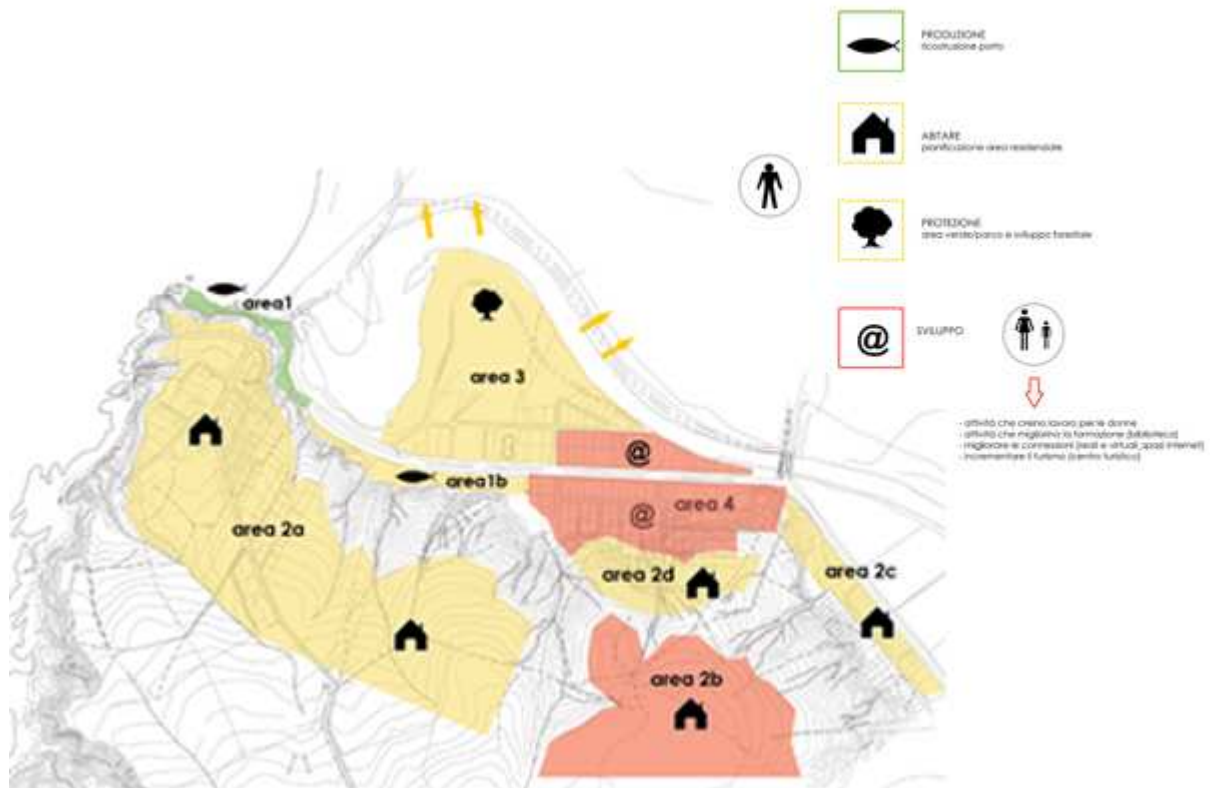 PRODUZIONE
ricostruzione porto
ABITARE
pianificazione area residenziale
PROTEZIONE
area verde/parco e sviluppo forestale
@ SVILUPPO
- attività che creino lavoro per le donne
- attività che migliorino la formazione (biblioteca)
- migliorare le connessioni (reali e virtuali_spazi internet)
- incrementare il turismo (centro turistico)
area1
area 3
@
area1b
@ area 4
area 2a
area 2d
area 2c
area 2b